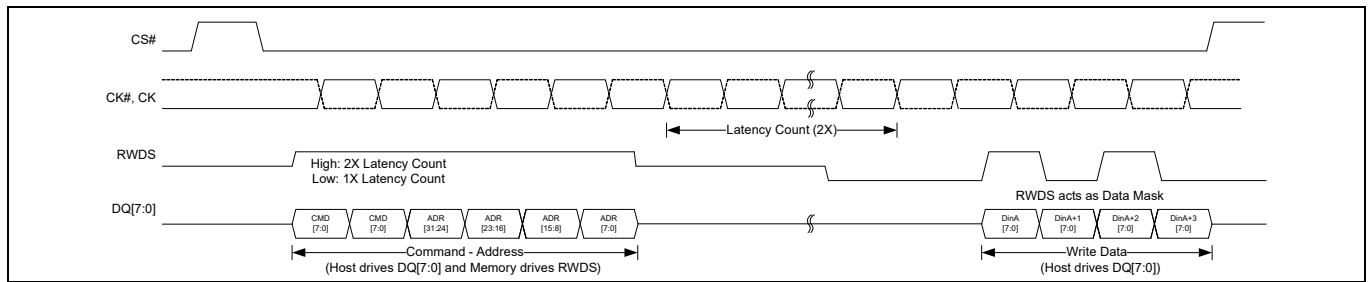 CS#
CK#, CK
Latency Count (2X)
RWDS
High: 2X Latency Count
Low: 1X Latency Count
RWDS acts as Data Mask
DQ[7:0]
CMD [7:0]
CMD [7:0]
ADR [31:24]
ADR [23:16]
ADR [15:8]
ADR [7:0]
DinA [7:0]
DinA+1 [7:0]
DinA+2 [7:0]
DinA+3 [7:0]
Command - Address
(Host drives DQ[7:0] and Memory drives RWDS)
Write Data
(Host drives DQ[7:0])